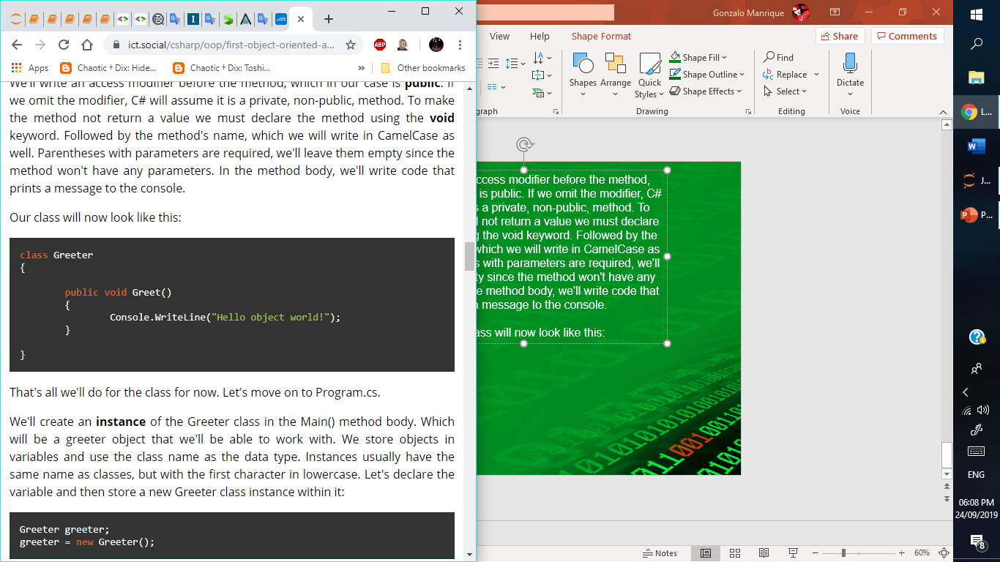 ict.social/csharp/oop/first-object-oriented-a...
ABP
Apps
Chaotic † Dix: Hide...
Chaotic † Dix: Toshi...
»
Other bookmarks
We'll write an access modifier before the method, which in our case is public. If
we omit the modifier, C# will assume it is a private, non-public, method. To make
the method not return a value we must declare the method using the void
keyword. Followed by the method's name, which we will write in CamelCase as
well. Parentheses with parameters are required, we'll leave them empty since the
method won't have any parameters. In the method body, we'll write code that
prints a message to the console.
Our class will now look like this:
class Greeter
{
public void Greet()
{
Console.WriteLine("Hello object world!");
}
}
That's all we'll do for the class for now. Let's move on to Program.cs.
We'll create an instance of the Greeter class in the Main() method body. Which
will be a greeter object that we'll be able to work with. We store objects in
variables and use the class name as the data type. Instances usually have the
same name as classes, but with the first character in lowercase. Let's declare the
variable and then store a new Greeter class instance within it:
Greeter greeter;
greeter = new Greeter();
Gonzalo Manrique
View Help Shape Format
Share Comments
Shapes Arrange Quick
Styles
Shape Fill
Shape Outline
Shape Effects
Find
Replace
Select
Dictate
graph Drawing Editing Voice
ccess modifier before the method,
is public. If we omit the modifier, C#
s a private, non-public, method. To
l not return a value we must declare
g the void keyword. Followed by the
which we will write in CamelCase as
s with parameters are required, we'll
ty since the method won't have any
e method body, we'll write code that
a message to the console.
ass will now look like this:
Notes
60%
L...
J...
P...
ENG
06:08 PM
24/09/2019
8